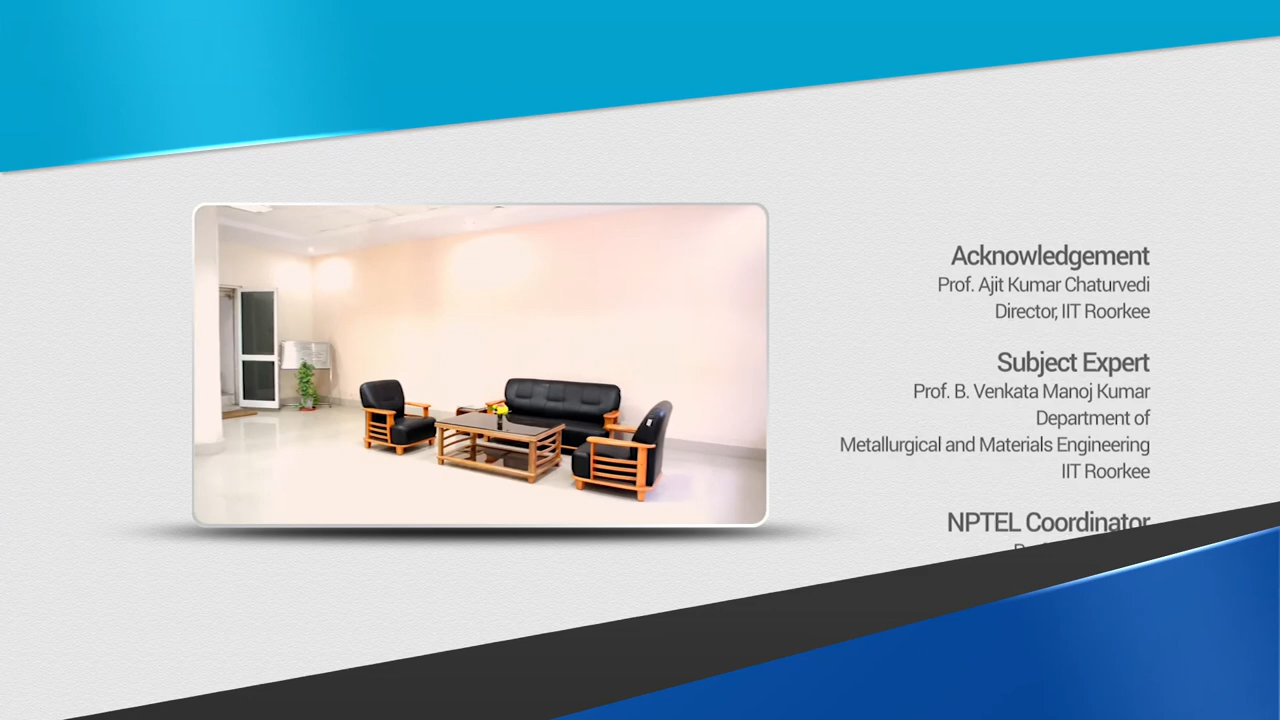 Acknowledgement
Prof. Ajit Kumar Chaturvedi
Director, IIT Roorkee
Subject Expert
Prof. B. Venkata Manoj Kumar
Department of
Metallurgical and Materials Engineering
IIT Roorkee
NPTEL Coordinator